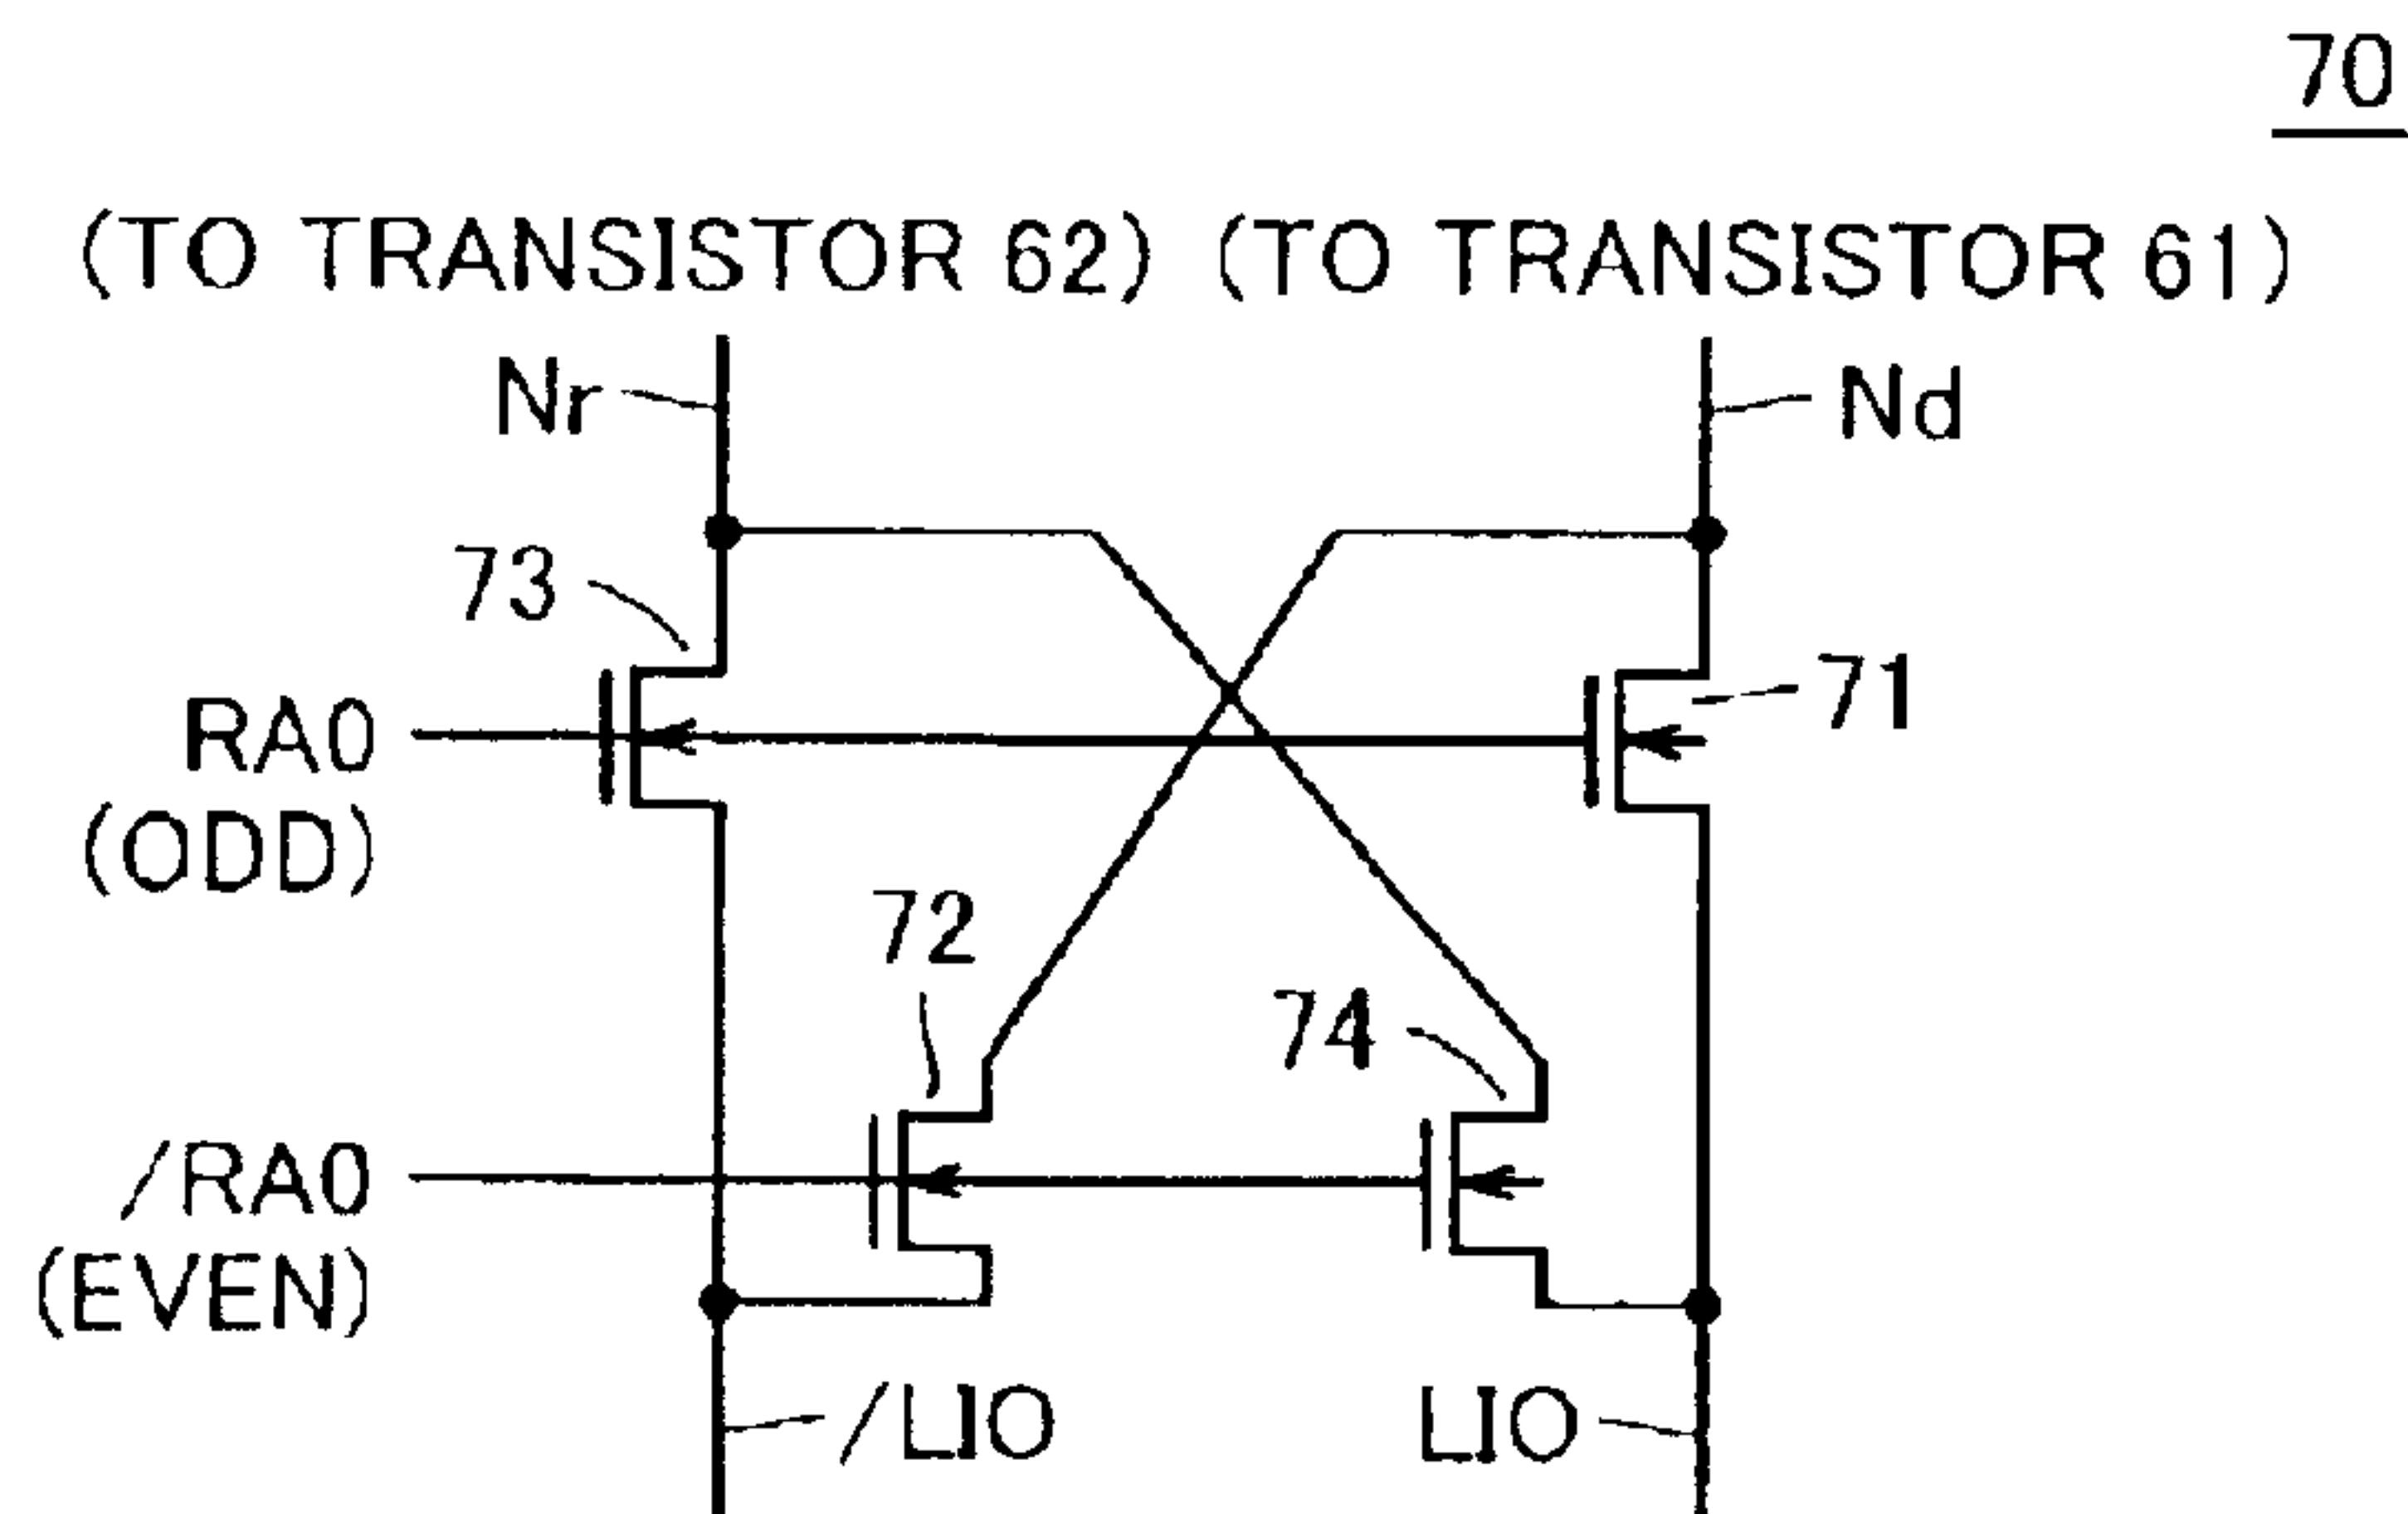 70
(TO TRANSISTOR 62) (TO TRANSISTOR 61)
Nr
Nd
73
71
RA0
(ODD)
72
74
/RA0
(EVEN)
/LIO
LIO